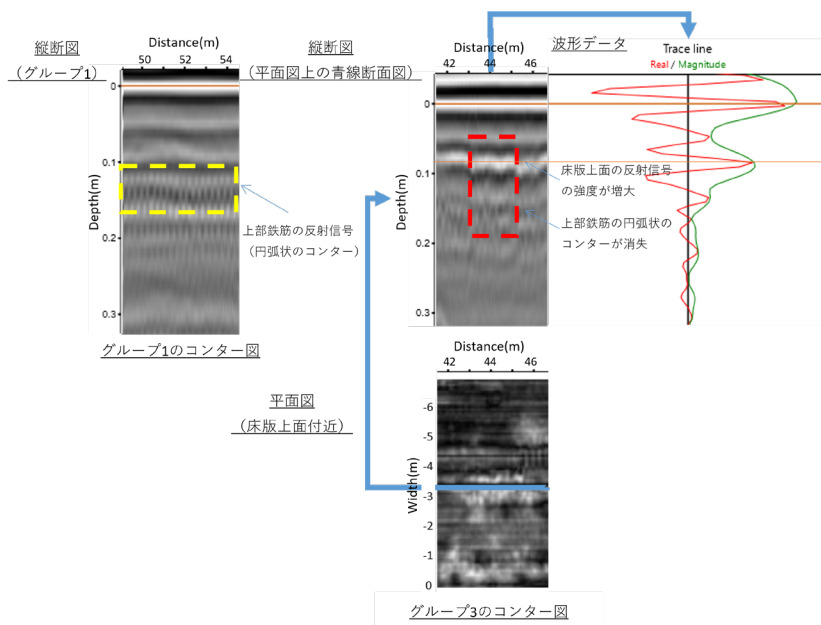 縦断図
（グループ1）
Distance(m)
50 52 54
0
0.1
0.2
0.3
Depth(m)
上部鉄筋の反射信号
（円弧状のコンター）
グループ1のコンター図
縦断図
（平面図上の青線断面図）
Distance(m)
42 44 46
0
0.1
0.2
0.3
Depth(m)
床版上面の反射信号
の強度が増大
上部鉄筋の円弧状の
コンターが消失
波形データ
Trace line
Real / Magnitude
平面図
（床版上面付近）
Distance(m)
42 44 46
-6
-5
-4
-3
-2
-1
0
Width(m)
グループ3のコンター図